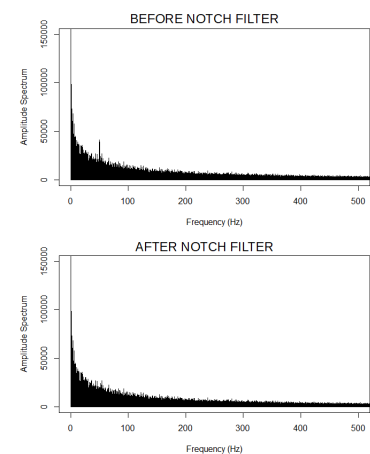 BEFORE NOTCH FILTER
150000
100000
50000
0
Amplitude Spectrum
0 100 200 300 400 500
Frequency (Hz)
AFTER NOTCH FILTER
150000
100000
50000
0
Amplitude Spectrum
0 100 200 300 400 500
Frequency (Hz)